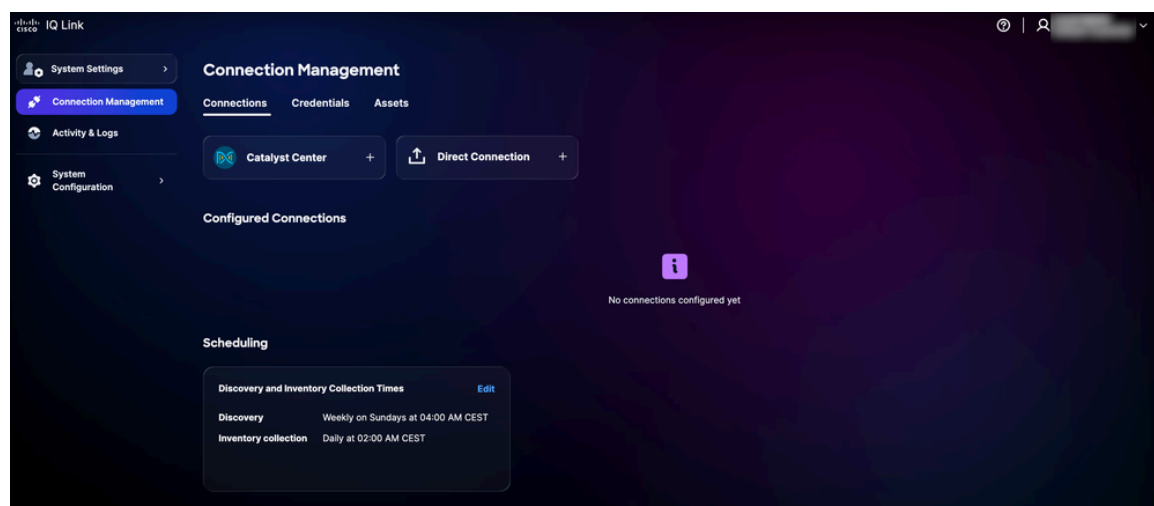 cisco IQ Link
System Settings
Connection Management
Activity & Logs
System
Configuration
Connection Management
Connections Credentials Assets
Catalyst Center +
Direct Connection +
Configured Connections
No connections configured yet
Scheduling
Discovery and Inventory Collection Times Edit
Discovery Weekly on Sundays at 04:00 AM CEST
Inventory collection Daily at 02:00 AM CEST